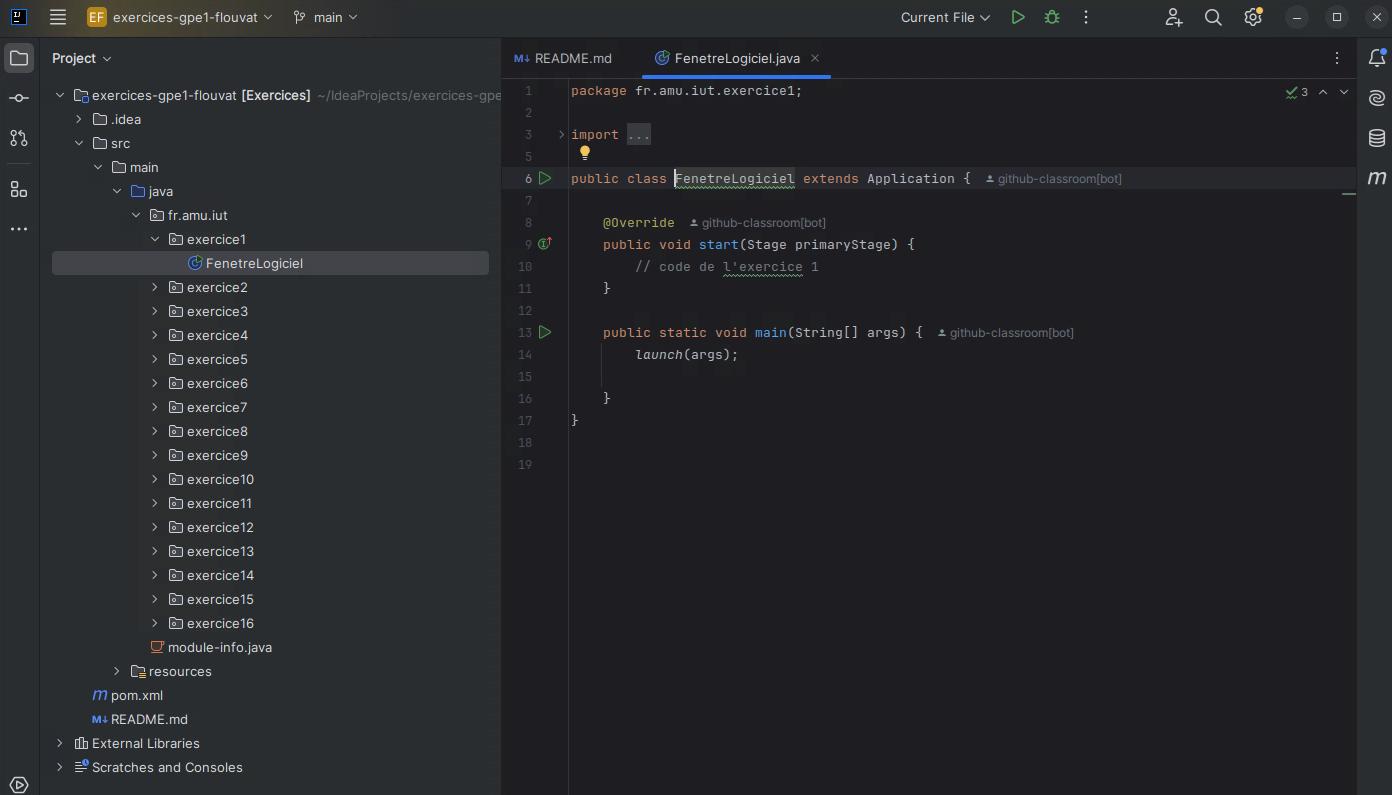 EF exercices-gpe1-flouvat main Current File
Project
exercices-gpe1-flouvat [Exercices] ~/IdeaProjects/exercices-gpe
.idea
src
main
java
fr.amu.iut
exercice1
FenetreLogiciel
exercice2
exercice3
exercice4
exercice5
exercice6
exercice7
exercice8
exercice9
exercice10
exercice11
exercice12
exercice13
exercice14
exercice15
exercice16
module-info.java
resources
m pom.xml
M↓ README.md
External Libraries
Scratches and Consoles
M↓ README.md FenetreLogiciel.java
3
1 package fr.amu.iut.exercice1;
2
3 import ...
5
6 public class FenetreLogiciel extends Application { github-classroom[bot]
7
8 @Override github-classroom[bot]
9 public void start(Stage primaryStage) {
10 // code de l'exercice 1
11 }
12
13 public static void main(String[] args) { github-classroom[bot]
14 launch(args);
15
16 }
17 }
18
19
m